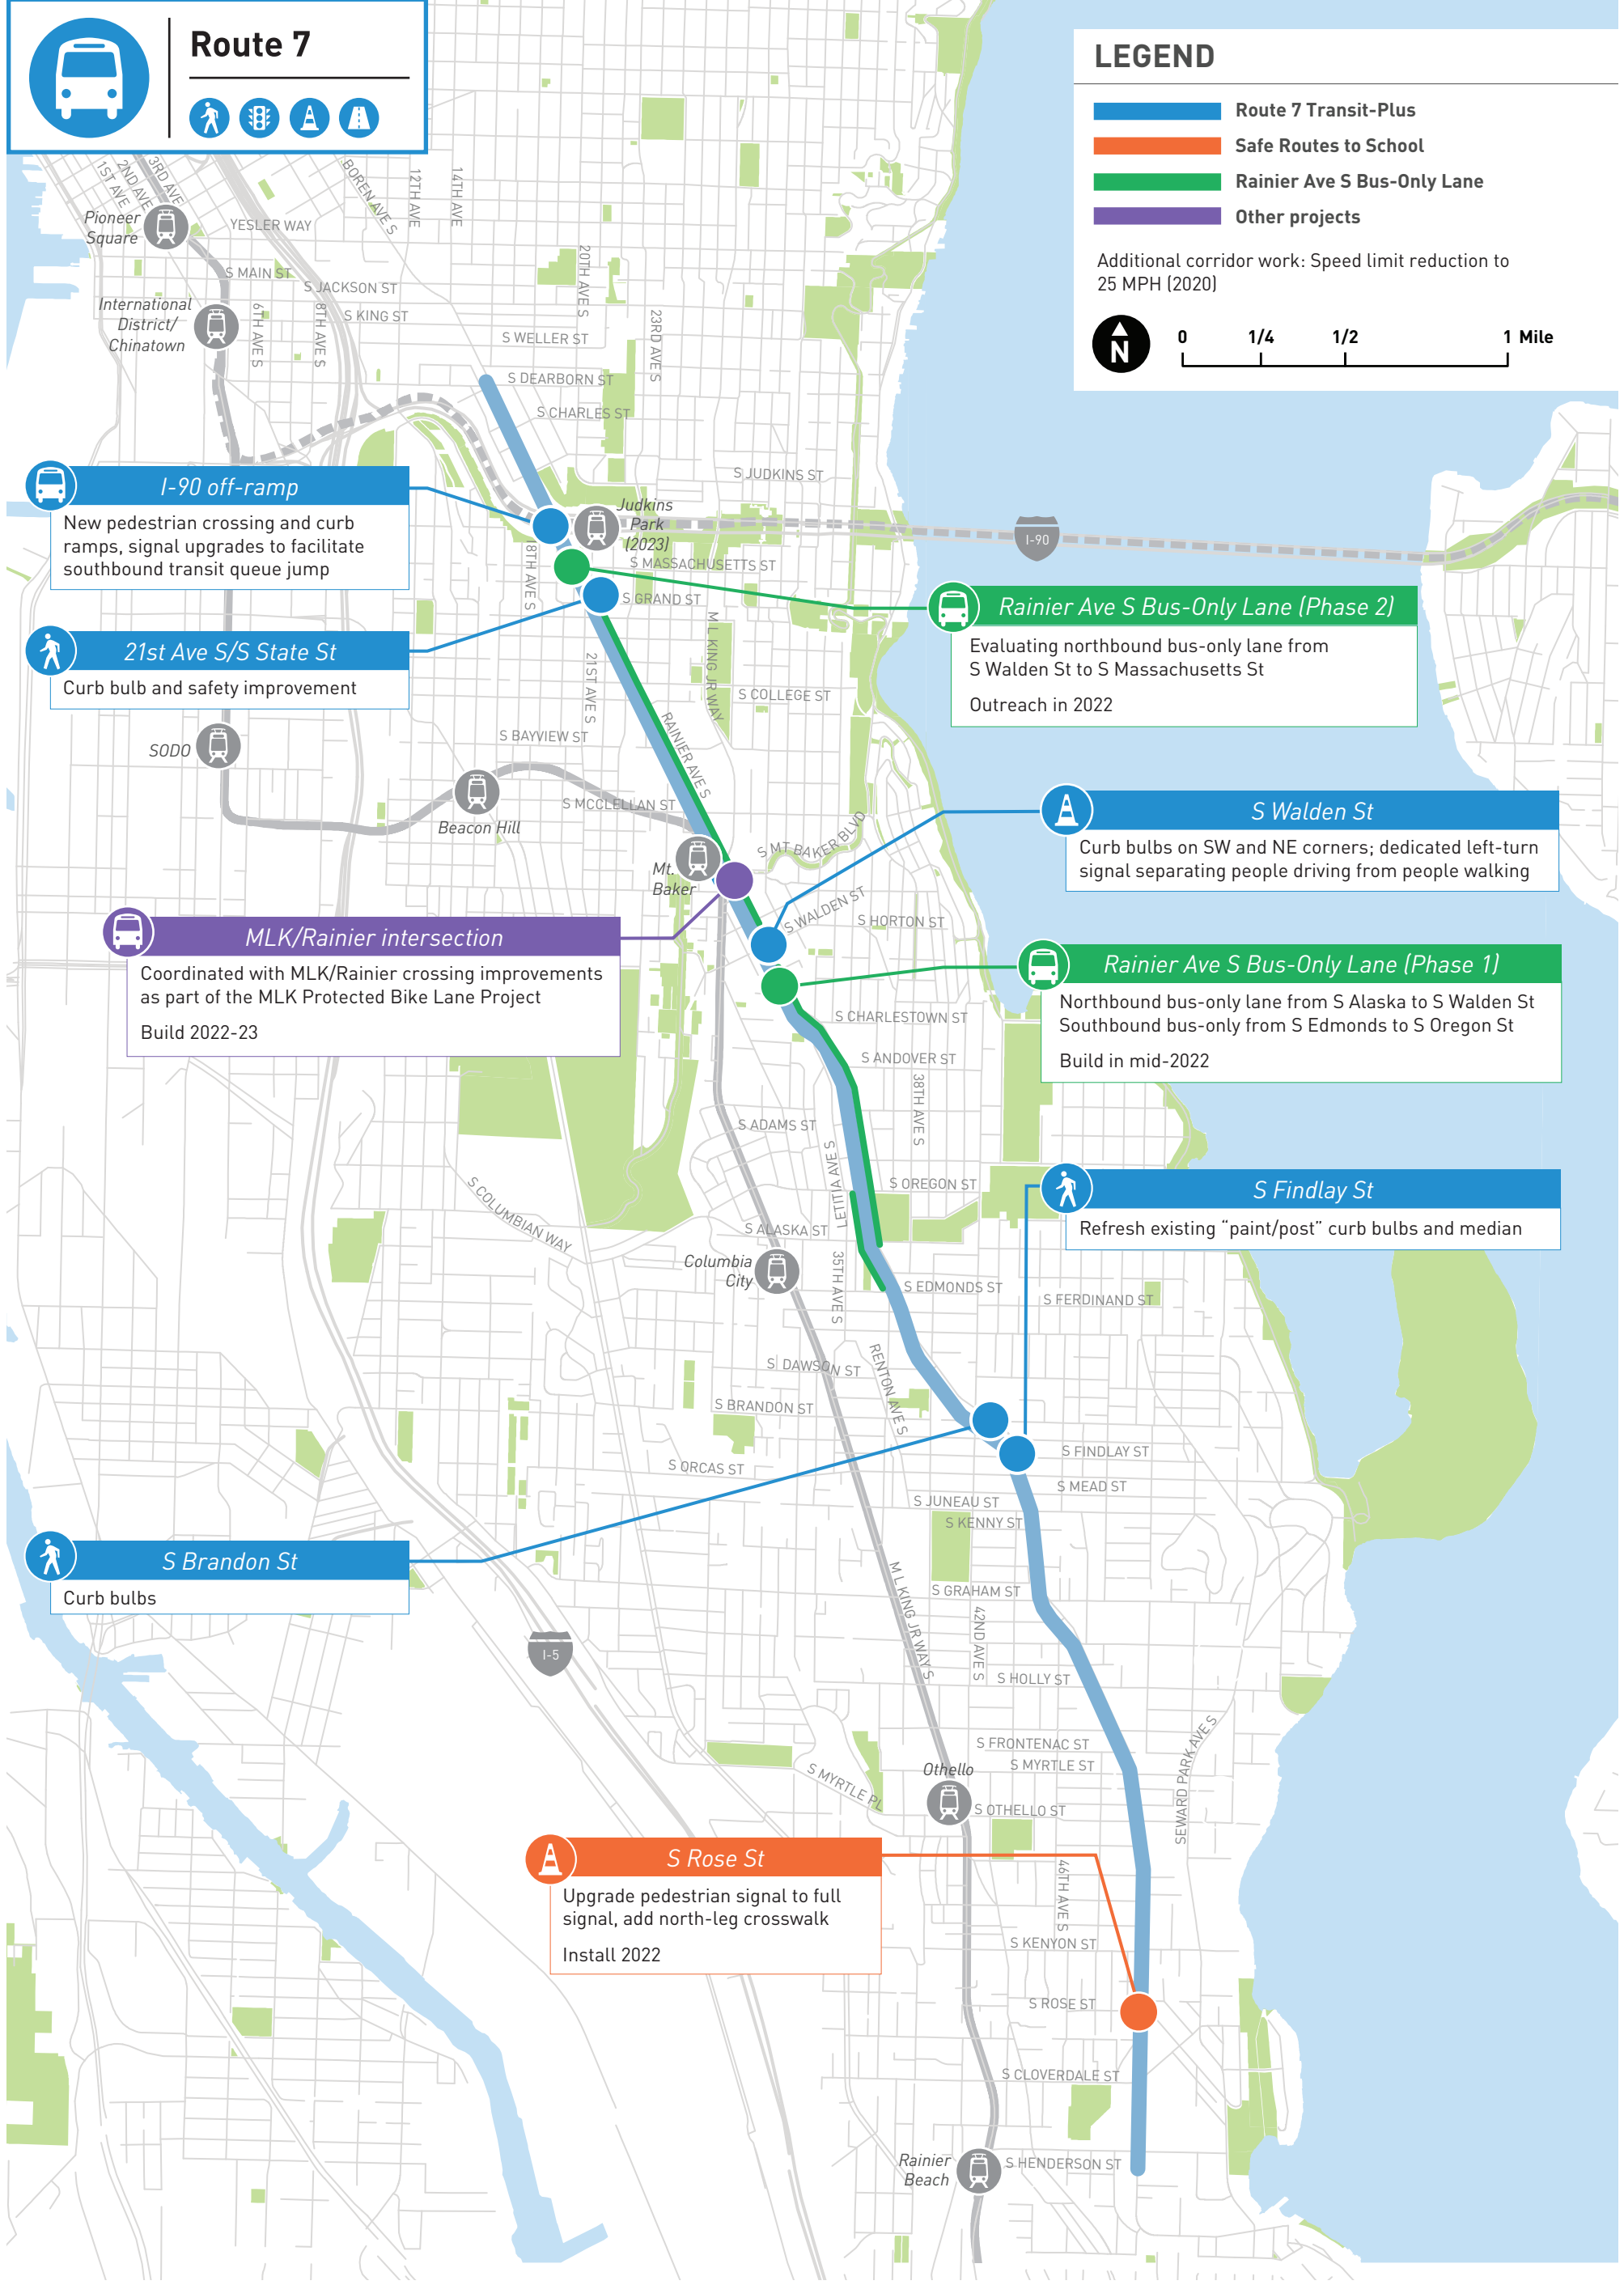 Route 7
LEGEND
Route 7 Transit-Plus
Safe Routes to School
Rainier Ave S Bus-Only Lane
Other projects
Additional corridor work: Speed limit reduction to
25 MPH (2020)
N
0 1/4 1/2 1 Mile
1ST AVE
2ND AVE
3RD AVE
BOREN AVE S
12TH AVE
14TH AVE
Pioneer
Square
YESLER WAY
S MAIN ST
S JACKSON ST
20TH AVE S
International
District/
Chinatown
6TH AVE S
8TH AVE S
S KING ST
S WELLER ST
23RD AVE S
S DEARBORN ST
S CHARLES ST
S JUDKINS ST
I-90 off-ramp
New pedestrian crossing and curb
ramps, signal upgrades to facilitate
southbound transit queue jump
Judkins
Park
(2023)
I-90
18TH AVE S
S MASSACHUSETTS ST
S GRAND ST
Rainier Ave S Bus-Only Lane (Phase 2)
Evaluating northbound bus-only lane from
S Walden St to S Massachusetts St
Outreach in 2022
21st Ave S/S State St
Curb bulb and safety improvement
21ST AVE S
M L KING JR WAY
S COLLEGE ST
RAINIER AVE S
S BAYVIEW ST
SODO
Beacon Hill
S MCCLELLAN ST
S MT BAKER BLVD
Mt.
Baker
S Walden St
Curb bulbs on SW and NE corners; dedicated left-turn
signal separating people driving from people walking
S WALDEN ST
S HORTON ST
MLK/Rainier intersection
Coordinated with MLK/Rainier crossing improvements
as part of the MLK Protected Bike Lane Project
Build 2022-23
Rainier Ave S Bus-Only Lane (Phase 1)
Northbound bus-only lane from S Alaska to S Walden St
Southbound bus-only from S Edmonds to S Oregon St
Build in mid-2022
S CHARLESTOWN ST
S ANDOVER ST
38TH AVE S
S ADAMS ST
LETITIA AVE S
S OREGON ST
S COLUMBIAN WAY
S ALASKA ST
S Findlay St
Refresh existing “paint/post” curb bulbs and median
Columbia
City
35TH AVE S
S EDMONDS ST
S FERDINAND ST
S DAWSON ST
RENTON AVE S
S BRANDON ST
S FINDLAY ST
S ORCAS ST
S MEAD ST
S JUNEAU ST
S KENNY ST
S Brandon St
Curb bulbs
M L KING JR WAY S
S GRAHAM ST
42ND AVE S
I-5
S HOLLY ST
SEWARD PARK AVE S
S FRONTENAC ST
S MYRTLE ST
S MYRTLE PL
Othello
S OTHELLO ST
S Rose St
Upgrade pedestrian signal to full
signal, add north-leg crosswalk
Install 2022
46TH AVE S
S KENYON ST
S ROSE ST
S CLOVERDALE ST
Rainier
Beach
S HENDERSON ST